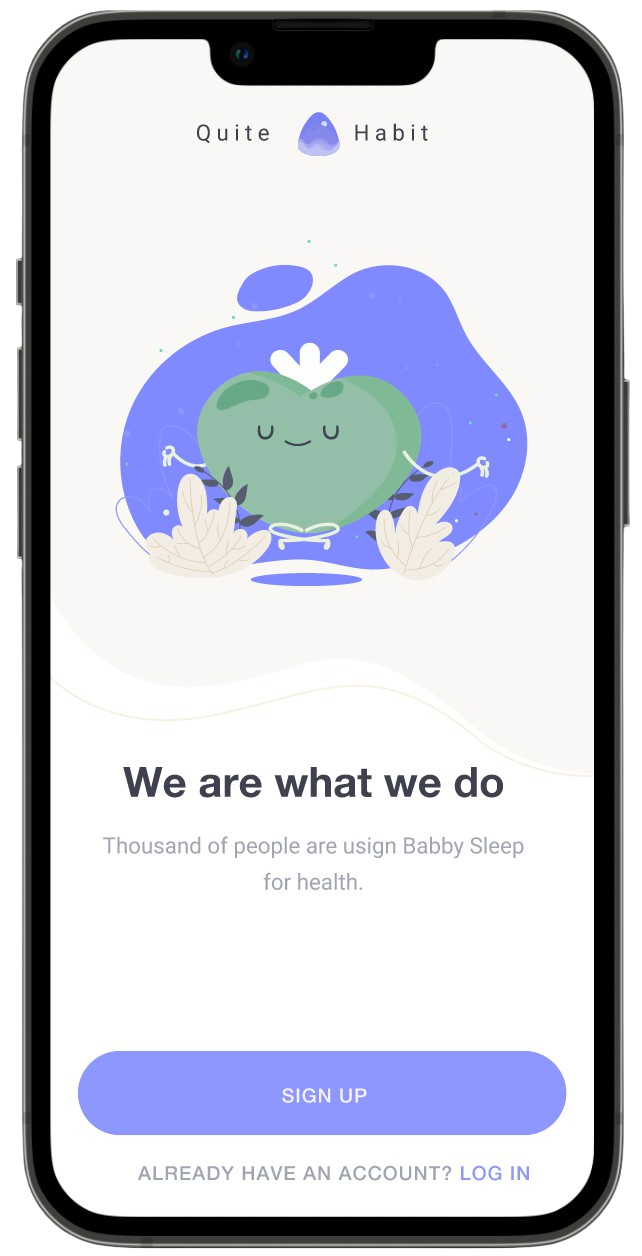 Quite Habit
We are what we do
Thousand of people are usign Babby Sleep
for health.
SIGN UP
ALREADY HAVE AN ACCOUNT? LOG IN